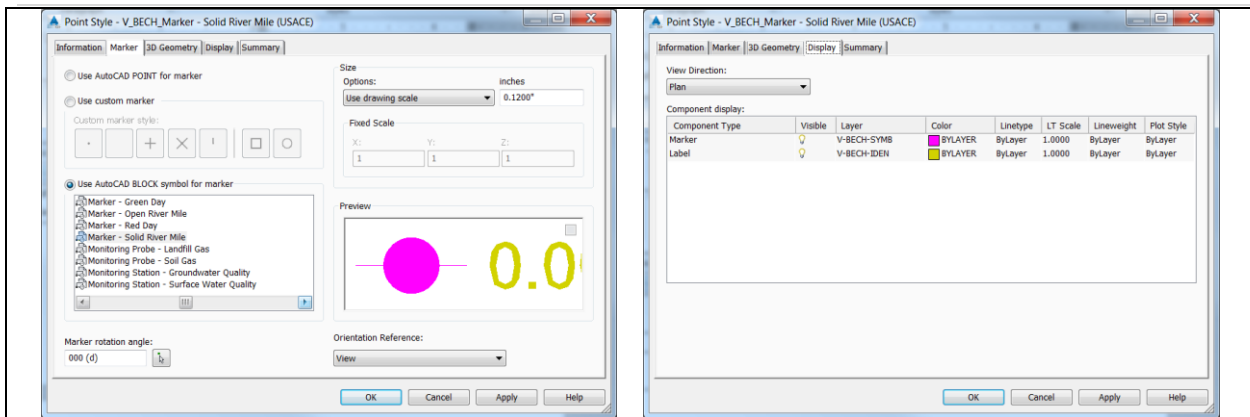 Point Style - V_BECH_Marker - Solid River Mile (USACE)
Information Marker 3D Geometry Display Summary
Use AutoCAD POINT for marker
Use custom marker
Custom marker style:
Use AutoCAD BLOCK symbol for marker
Marker - Green Day
Marker - Open River Mile
Marker - Red Day
Marker - Solid River Mile
Monitoring Probe - Landfill Gas
Monitoring Probe - Soil Gas
Monitoring Station - Groundwater Quality
Monitoring Station - Surface Water Quality
Marker rotation angle:
000 (d)
Size
Options: inches
Use drawing scale 0.1200"
Fixed Scale
X: Y: Z:
1 1 1
Preview
0.0
Orientation Reference:
View
OK Cancel Apply Help
Point Style - V_BECH_Marker - Solid River Mile (USACE)
Information Marker 3D Geometry Display Summary
View Direction:
Plan
Component display:
Component Type Visible Layer Color Linetype LT Scale Lineweight Plot Style
Marker V-BECH-SYMB BYLAYER ByLayer 1.0000 ByLayer ByLayer
Label V-BECH-IDEN BYLAYER ByLayer 1.0000 ByLayer ByLayer
OK Cancel Apply Help